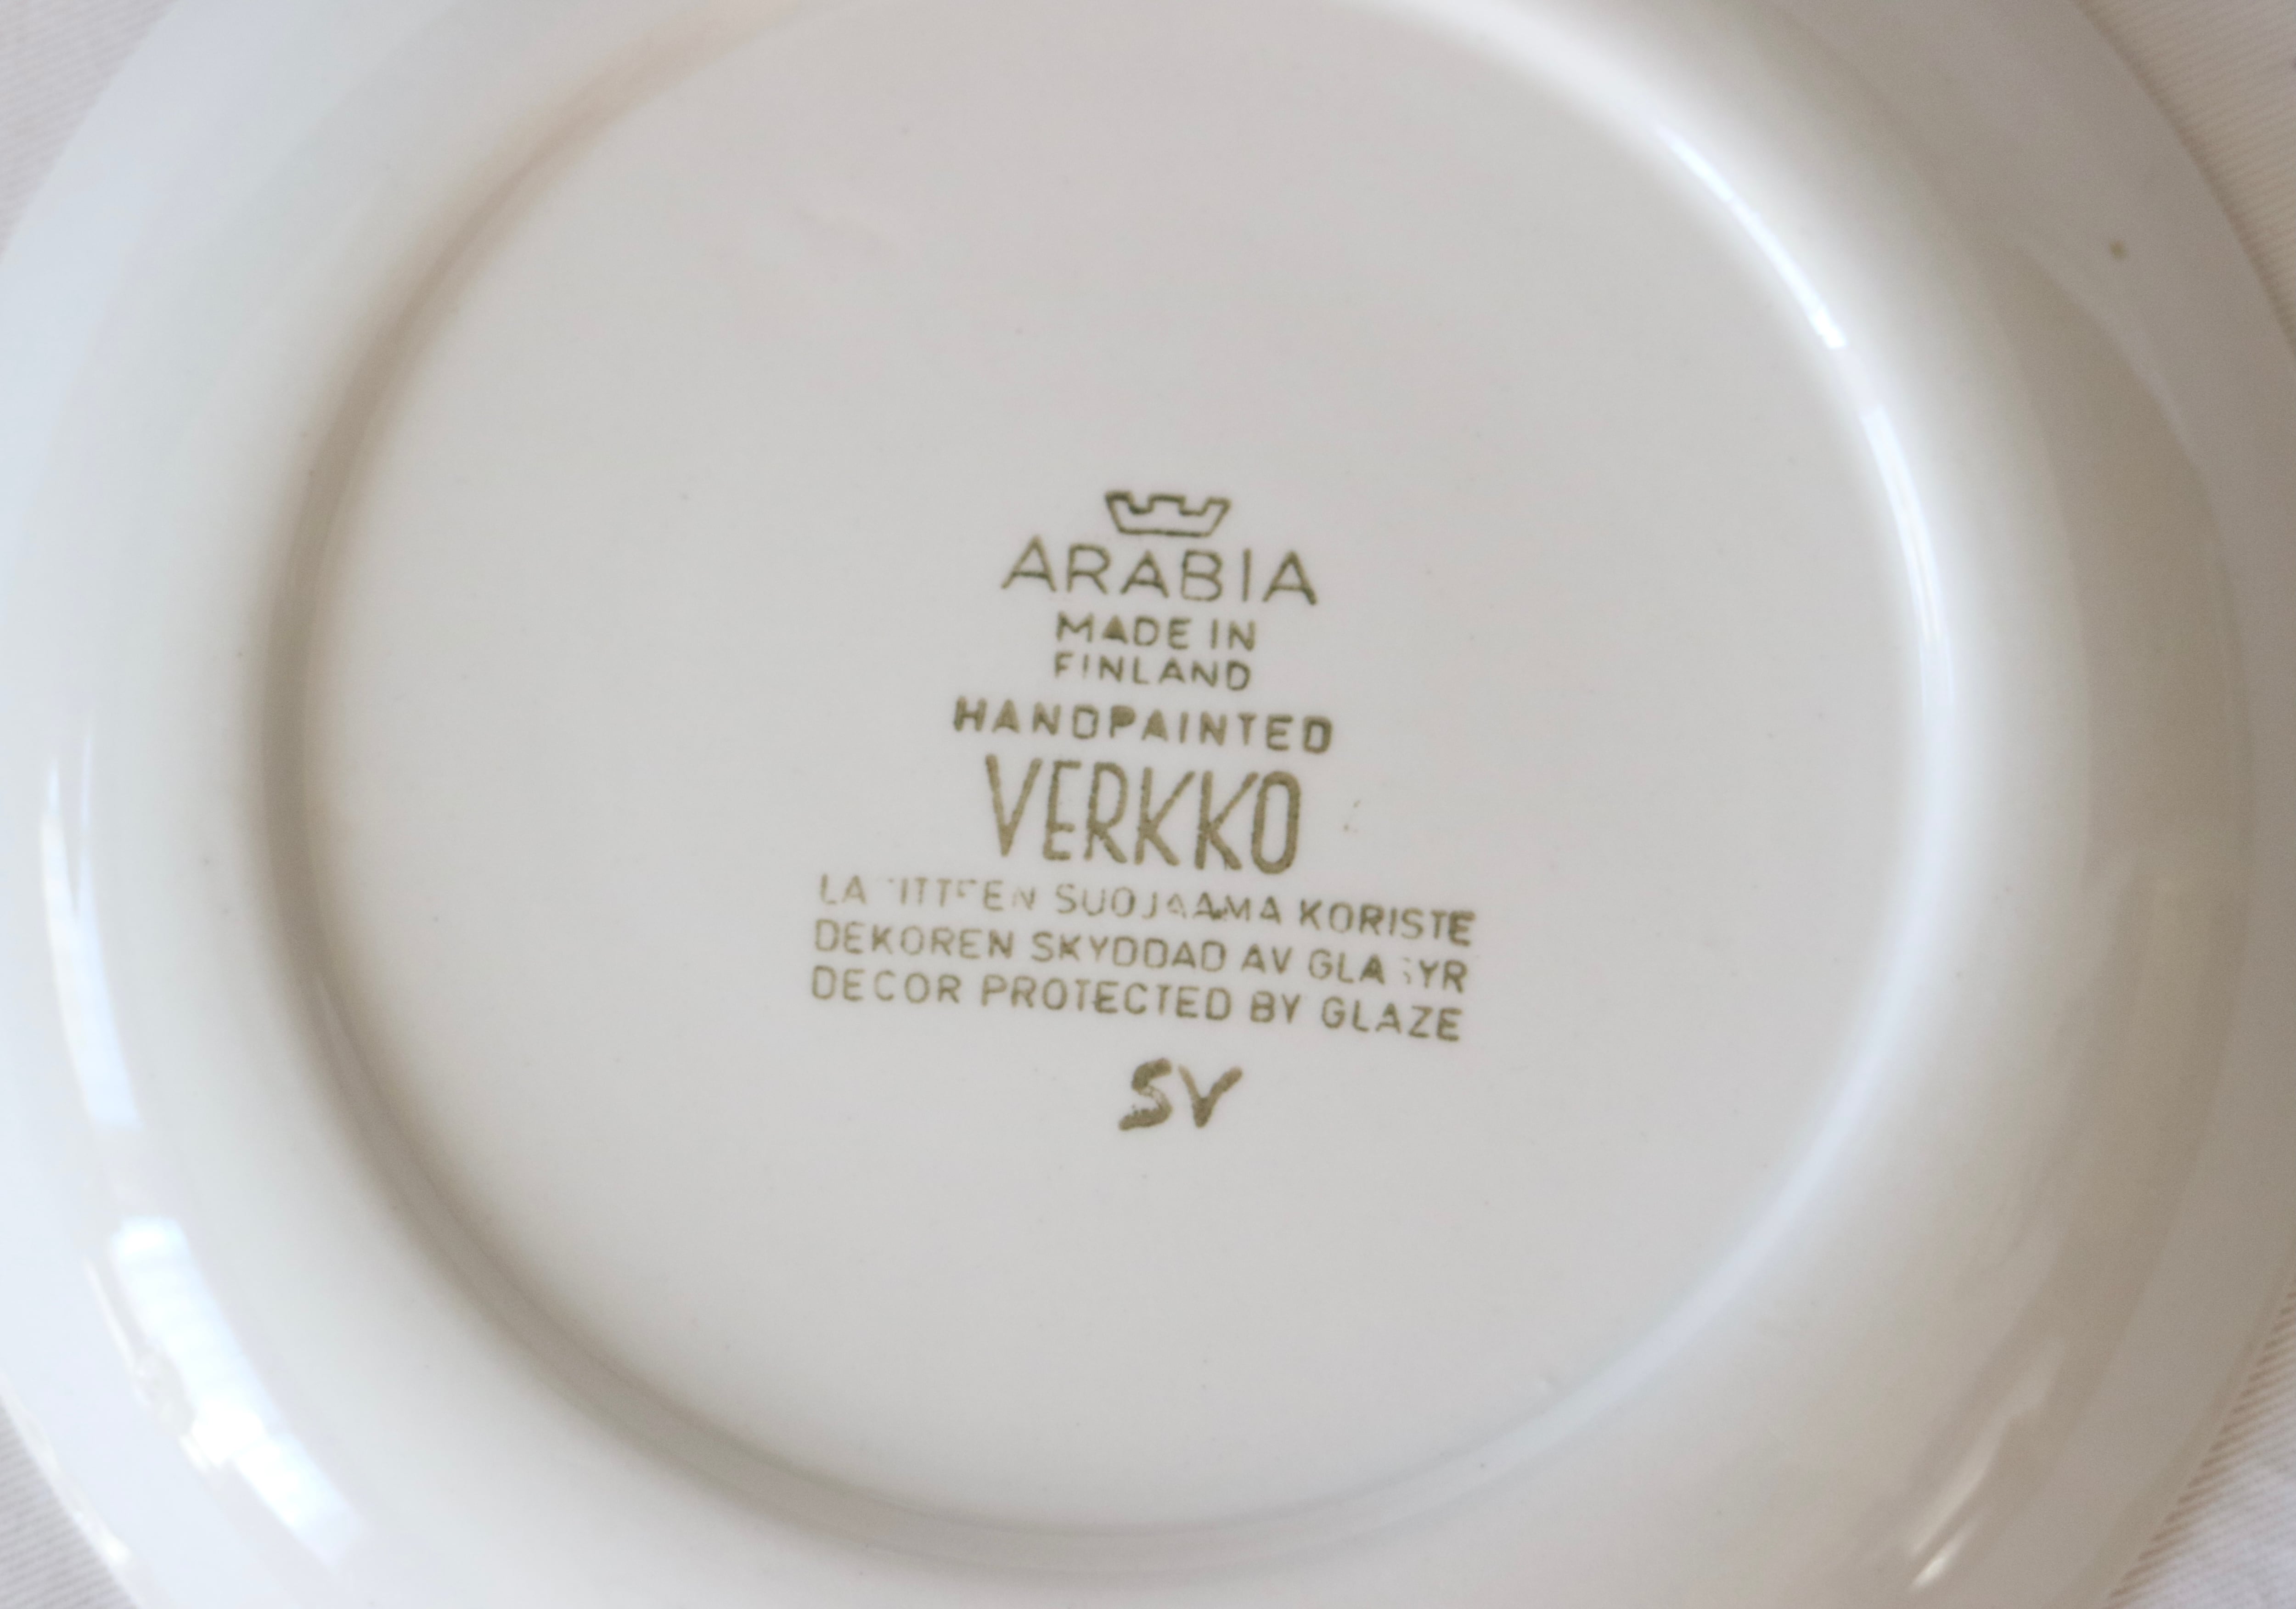 ARABIA
MADE IN
FINLAND
HANDPAINTED
VERKKO
SUOJAAMA KORISTE
DEKOREN SKYDDAD AV
DECOR PROTECTED BY GLAZE
SV